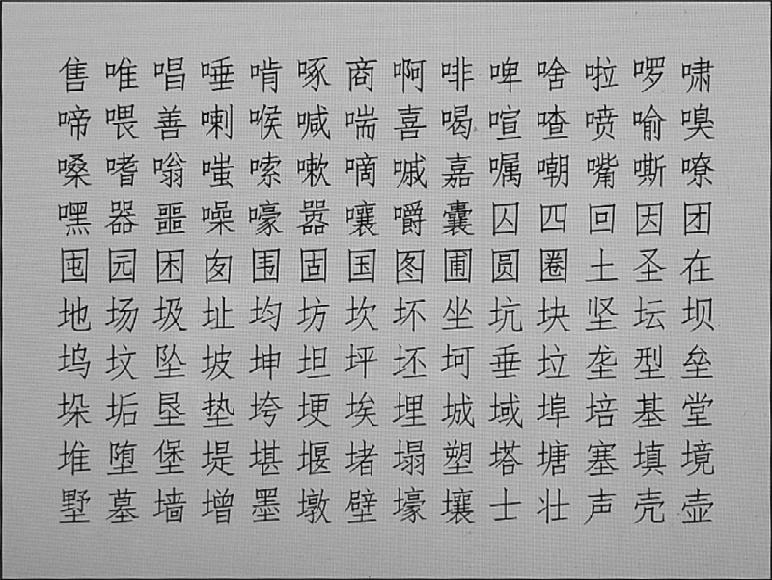 售唯唱唾啃啄商啊啡啤啥啦啰啸
啼喂善喇喉喊喘喜喝喧喳喷喻嗅
嗓嗜嗡嗤嗦嗽嘀嘁嘉嘱嘲嘴嘶嘹
嘿器噩噪嚎嚣嚷嚼囊囚四回因团
囤园困囱围固国图圃圆圈土圣在
地场圾址均坊坎坏坐坑块坚坛坝
坞坟坠坡坤坦坪坯坷垂垃垄型垒
垛垢垦垫垮埂埃埋城域埠培基堂
堆堕堡堤堪堰堵塌塑塔塘塞填境
墅墓墙增墨墩壁壕壤士壮声壳壶